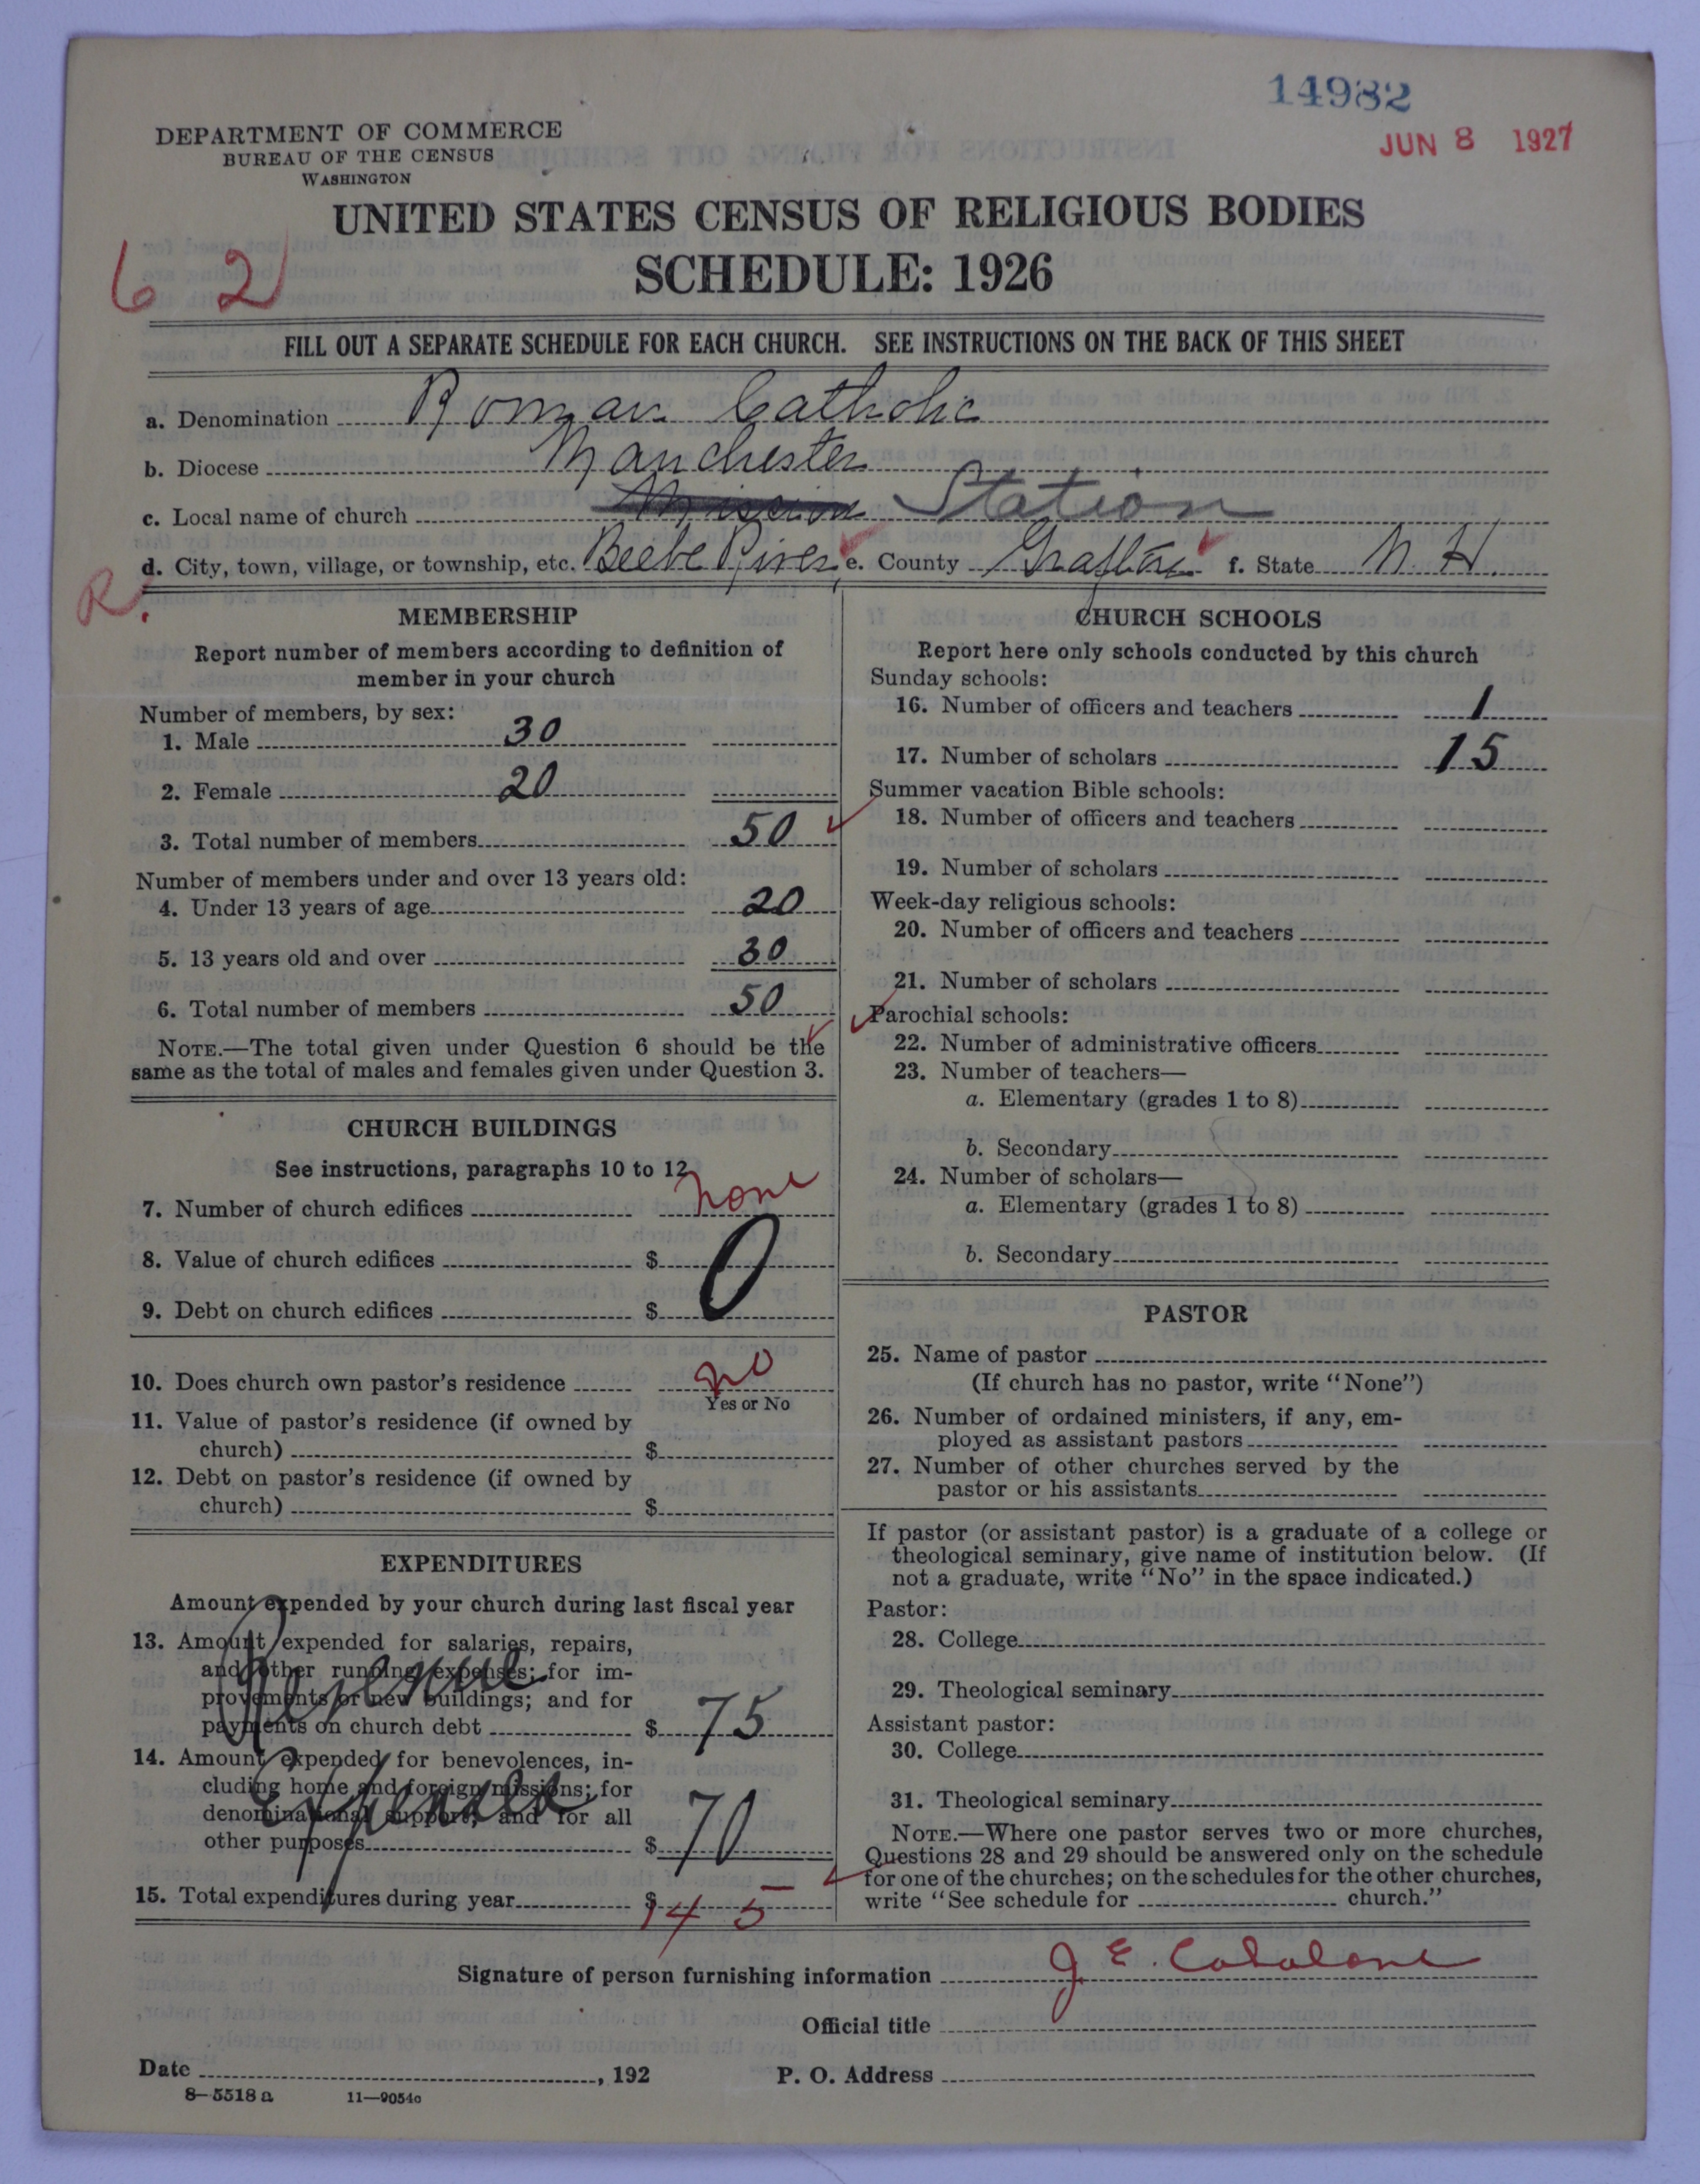 14982
JUN 8 1927
DEPARTMENT OF COMMERCE
BUREAU OF THE CENSUS
WASHINGTON
UNITED STATES CENSUS OF RELIGIOUS BODIES
SCHEDULE: 1926
6 2
FILL OUT A SEPARATE SCHEDULE FOR EACH CHURCH. SEE INSTRUCTIONS ON THE BACK OF THIS SHEET
a. Denomination Roman Catholic
b. Diocese Manchester
c. Local name of church Mission Station
d. City, town, village, or township, etc. Beebe River e. County Grafton f. State N. H.
R.
MEMBERSHIP
Report number of members according to definition of
member in your church
Number of members, by sex:
1. Male 30
2. Female 20
3. Total number of members 50
Number of members under and over 13 years old:
4. Under 13 years of age 20
5. 13 years old and over 30
6. Total number of members 50
NOTE.—The total given under Question 6 should be the
same as the total of males and females given under Question 3.
CHURCH BUILDINGS
See instructions, paragraphs 10 to 12
7. Number of church edifices none
8. Value of church edifices $ 0
9. Debt on church edifices $
10. Does church own pastor's residence no
Yes or No
11. Value of pastor's residence (if owned by
church) $
12. Debt on pastor's residence (if owned by
church) $
EXPENDITURES
Amount expended by your church during last fiscal year
13. Amount expended for salaries, repairs,
and other running expenses; for im-
provements or new buildings; and for
payments on church debt $ 75
Revenue
14. Amount expended for benevolences, in-
cluding home and foreign missions; for
denominational support; and for all
other purposes $ 70
Expenses
15. Total expenditures during year $ 145
CHURCH SCHOOLS
Report here only schools conducted by this church
Sunday schools:
16. Number of officers and teachers 1
17. Number of scholars 15
Summer vacation Bible schools:
18. Number of officers and teachers
19. Number of scholars
Week-day religious schools:
20. Number of officers and teachers
21. Number of scholars
Parochial schools:
22. Number of administrative officers
23. Number of teachers—
a. Elementary (grades 1 to 8)
b. Secondary
24. Number of scholars—
a. Elementary (grades 1 to 8)
b. Secondary
PASTOR
25. Name of pastor
(If church has no pastor, write "None")
26. Number of ordained ministers, if any, em-
ployed as assistant pastors
27. Number of other churches served by the
pastor or his assistants
If pastor (or assistant pastor) is a graduate of a college or
theological seminary, give name of institution below. (If
not a graduate, write "No" in the space indicated.)
Pastor:
28. College
29. Theological seminary
Assistant pastor:
30. College
31. Theological seminary
NOTE.—Where one pastor serves two or more churches,
Questions 28 and 29 should be answered only on the schedule
for one of the churches; on the schedules for the other churches,
write "See schedule for church."
Signature of person furnishing information J. E.
Official title
Date , 192 P. O. Address
8—5518 a 11—9054c